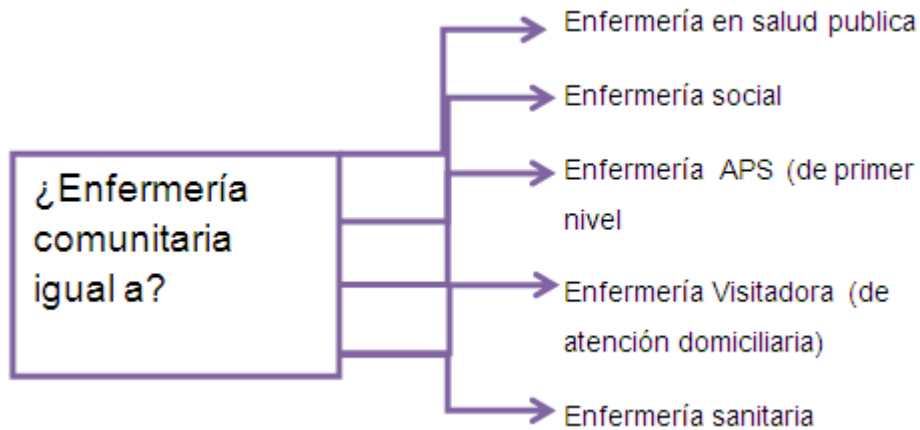 ¿Enfermería
comunitaria
igual a?
Enfermería en salud publica
Enfermería social
Enfermería APS (de primer
nivel
Enfermería Visitadora (de
atención domiciliaria)
Enfermería sanitaria